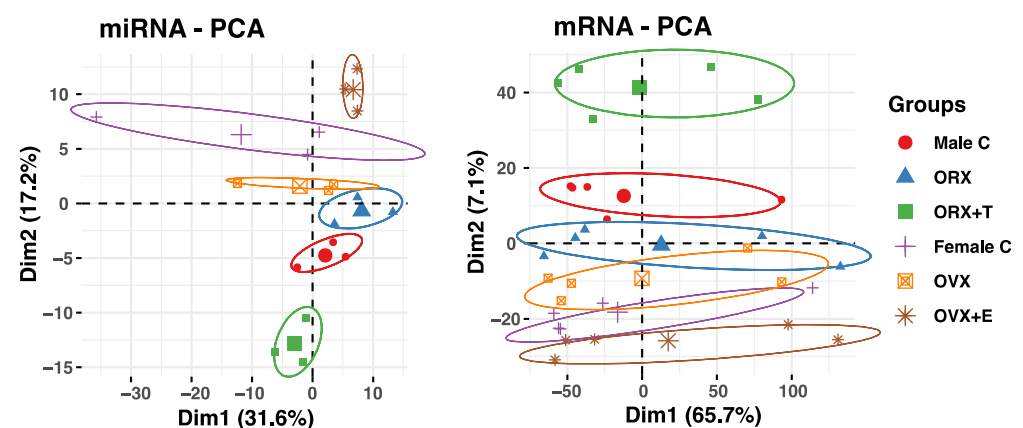 miRNA - PCA
10
5
0
−5
−10
−15
Dim2 (17.2%)
−30
−20
−10
0
10
Dim1 (31.6%)
mRNA - PCA
40
20
0
−20
Dim2 (7.1%)
−50
0
50
100
Dim1 (65.7%)
Groups
Male C
ORX
ORX+T
Female C
OVX
OVX+E